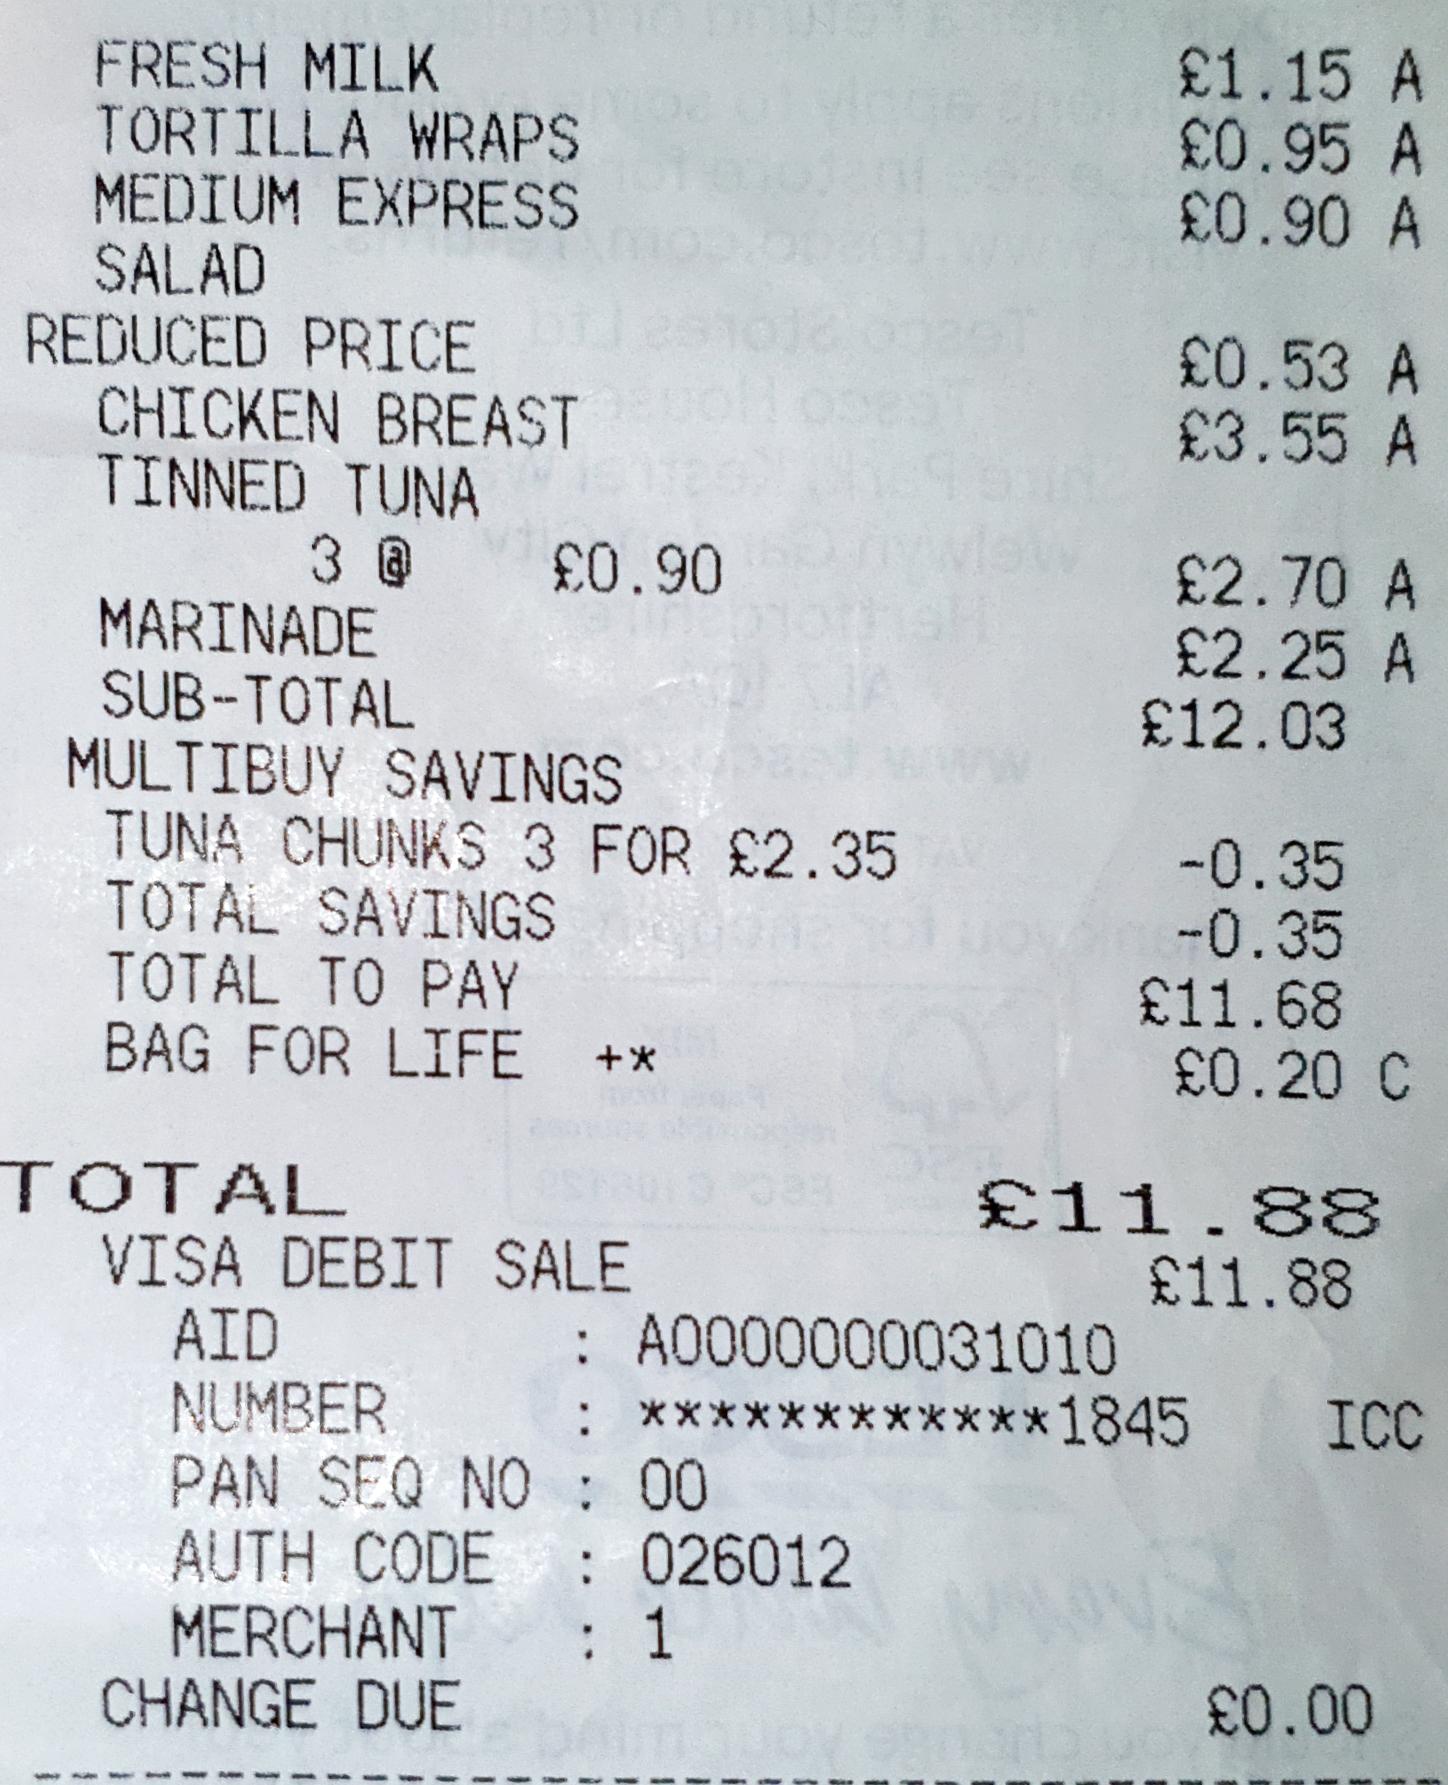 FRESH MILK £1.15 A
TORTILLA WRAPS £0.95 A
MEDIUM EXPRESS £0.90 A
SALAD
REDUCED PRICE £0.53 A
CHICKEN BREAST £3.55 A
TINNED TUNA
3 @ £0.90 £2.70 A
MARINADE £2.25 A
SUB-TOTAL £12.03
MULTIBUY SAVINGS
TUNA CHUNKS 3 FOR £2.35 -0.35
TOTAL SAVINGS -0.35
TOTAL TO PAY £11.68
BAG FOR LIFE +* £0.20 C
TOTAL £11.88
VISA DEBIT SALE £11.88
AID : A0000000031010
NUMBER : ************1845 ICC
PAN SEQ NO : 00
AUTH CODE : 026012
MERCHANT : 1
CHANGE DUE £0.00